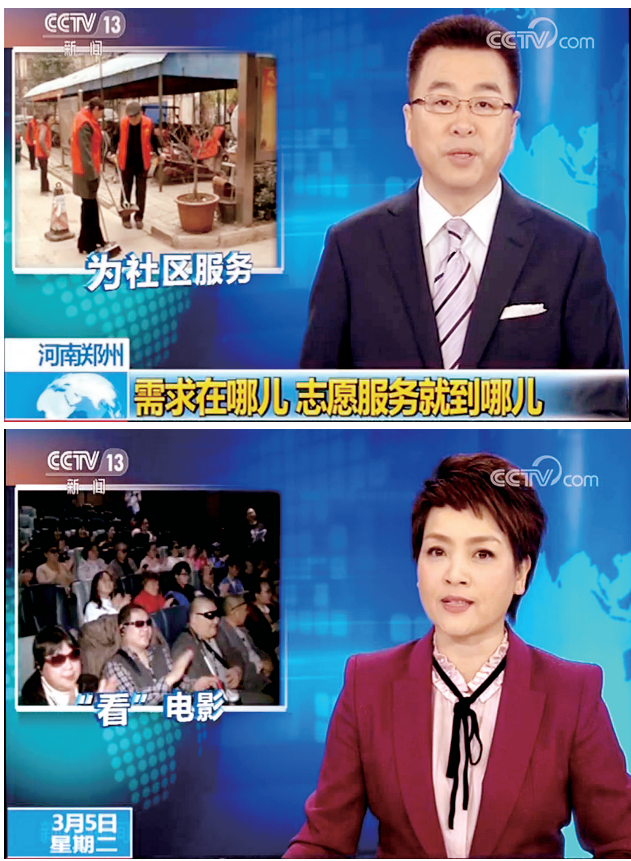 CCTV 13
新闻
CCTV.com
为社区服务
河南郑州
需求在哪儿 志愿服务就到哪儿
CCTV 13
新闻
CCTV.com
“看”电影
3月5日
星期二